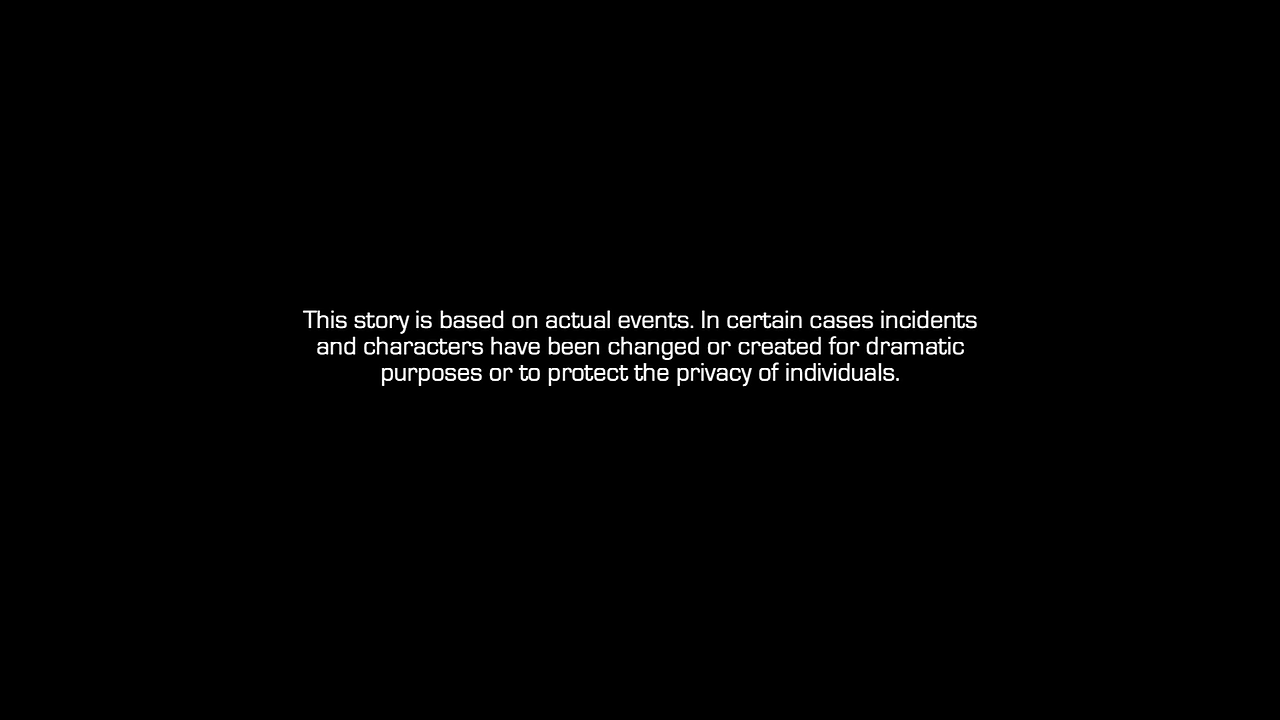 This story is based on actual events. In certain cases incidents
and characters have been changed or created for dramatic
purposes or to protect the privacy of individuals.